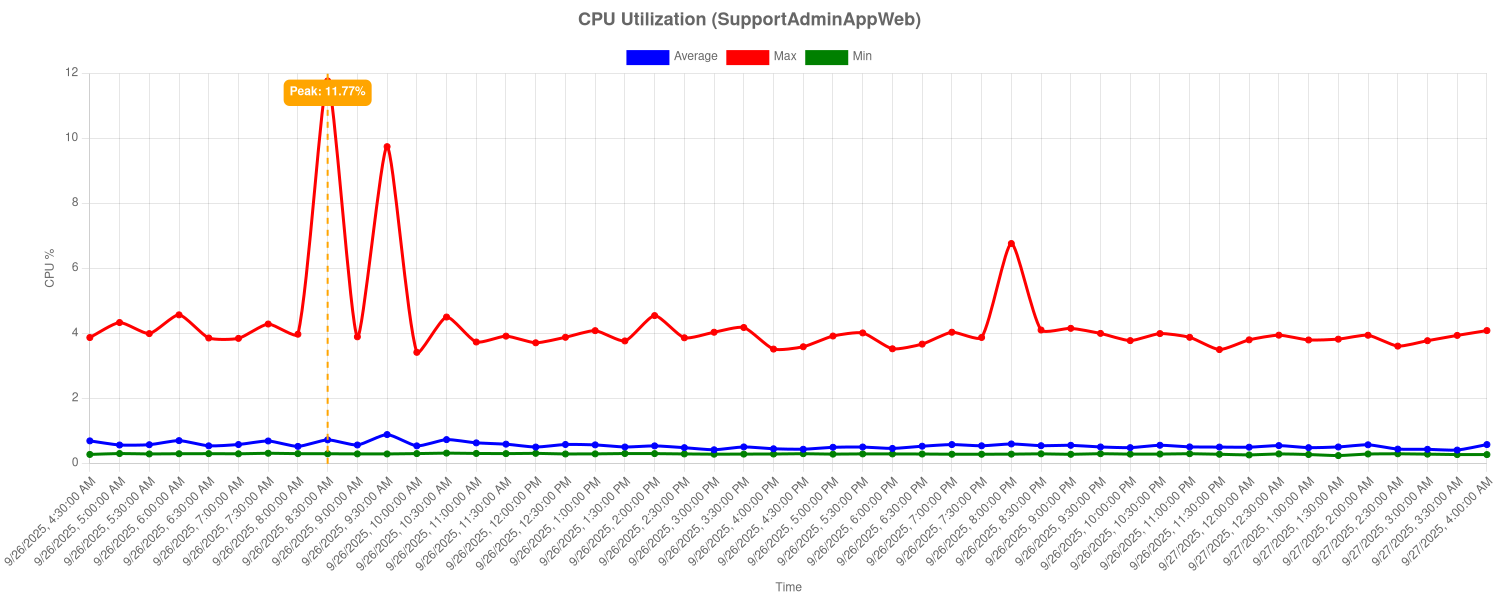 CPU Utilization (SupportAdminAppWeb)
Average Max Min
Peak: 11.77%
12
10
8
6
4
2
0
CPU %
9/26/2025, 4:30:00 AM
9/26/2025, 5:00:00 AM
9/26/2025, 5:30:00 AM
9/26/2025, 6:00:00 AM
9/26/2025, 6:30:00 AM
9/26/2025, 7:00:00 AM
9/26/2025, 7:30:00 AM
9/26/2025, 8:00:00 AM
9/26/2025, 8:30:00 AM
9/26/2025, 9:00:00 AM
9/26/2025, 9:30:00 AM
9/26/2025, 10:00:00 AM
9/26/2025, 10:30:00 AM
9/26/2025, 11:00:00 AM
9/26/2025, 11:30:00 AM
9/26/2025, 12:00:00 PM
9/26/2025, 12:30:00 PM
9/26/2025, 1:00:00 PM
9/26/2025, 1:30:00 PM
9/26/2025, 2:00:00 PM
9/26/2025, 2:30:00 PM
9/26/2025, 3:00:00 PM
9/26/2025, 3:30:00 PM
9/26/2025, 4:00:00 PM
9/26/2025, 4:30:00 PM
9/26/2025, 5:00:00 PM
9/26/2025, 5:30:00 PM
9/26/2025, 6:00:00 PM
9/26/2025, 6:30:00 PM
9/26/2025, 7:00:00 PM
9/26/2025, 7:30:00 PM
9/26/2025, 8:00:00 PM
9/26/2025, 8:30:00 PM
9/26/2025, 9:00:00 PM
9/26/2025, 9:30:00 PM
9/26/2025, 10:00:00 PM
9/26/2025, 10:30:00 PM
9/26/2025, 11:00:00 PM
9/26/2025, 11:30:00 PM
9/27/2025, 12:00:00 AM
9/27/2025, 12:30:00 AM
9/27/2025, 1:00:00 AM
9/27/2025, 1:30:00 AM
9/27/2025, 2:00:00 AM
9/27/2025, 2:30:00 AM
9/27/2025, 3:00:00 AM
9/27/2025, 3:30:00 AM
9/27/2025, 4:00:00 AM
Time